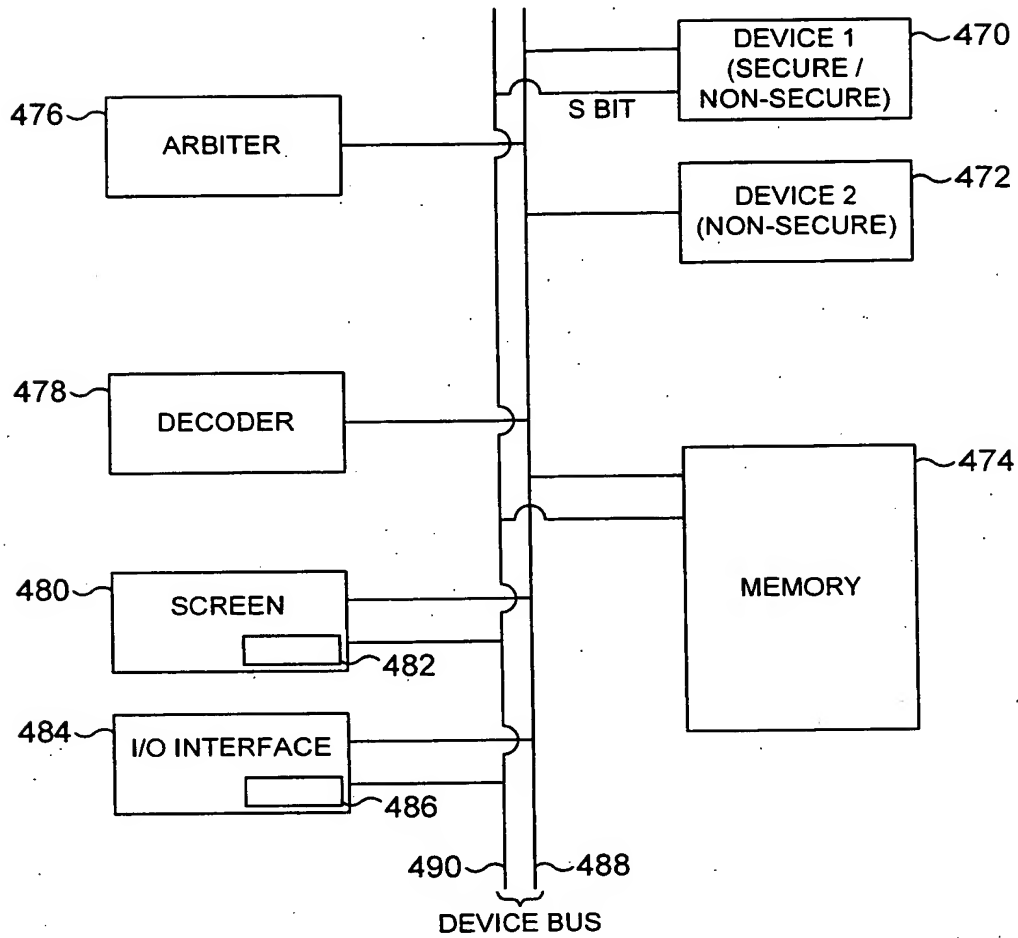 DEVICE 1
(SECURE /
NON-SECURE)
470
S BIT
476
ARBITER
DEVICE 2
(NON-SECURE)
472
478
DECODER
474
MEMORY
480
SCREEN
482
484
I/O INTERFACE
486
490
488
DEVICE BUS